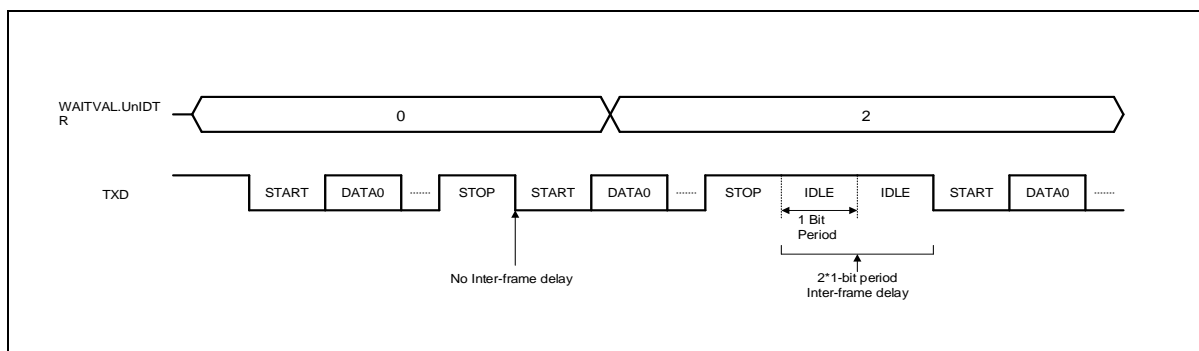 WAITVAL.UnIDT
R
0
2
TXD
START DATA0 ........ STOP START DATA0 ........ STOP IDLE IDLE START DATA0 ........
1 Bit
Period
No Inter-frame delay
2*1-bit period
Inter-frame delay